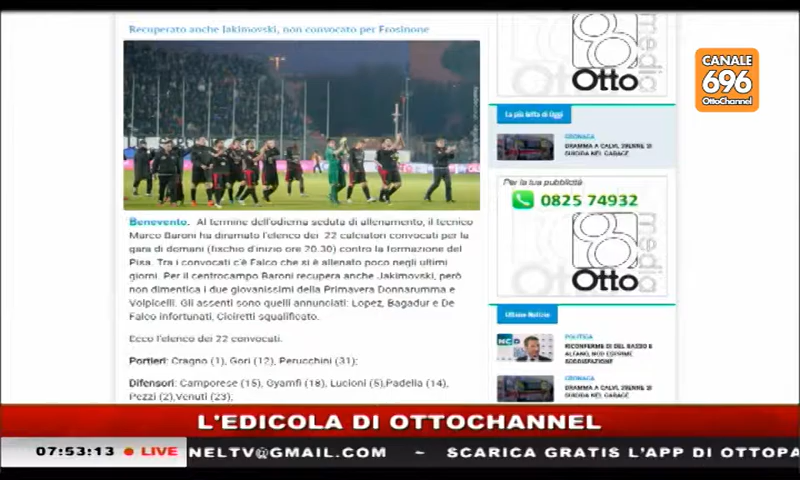 Recuperato anche Jakimovski, non convocato per Frosinone
Benevento. Al termine dell'odierna seduta di allenamento, il tecnico
Marco Baroni ha diramato l'elenco dei 22 calciatori convocati per la
gara di domani (fischio d'inizio ore 20.30) contro la formazione del
Pisa. Tra i convocati c'è Falco che si è allenato poco negli ultimi
giorni. Per il centrocampo Baroni recupera anche Jakimovski, però
non dimentica i due giovanissimi della Primavera Donnarumma e
Volpicelli. Gli assenti sono quelli annunciati: Lopez, Bagadur e De
Falco infortunati, Ciciretti squalificato.
Ecco l'elenco dei 22 convocati.
Portieri: Cragno (1), Gori (12), Perucchini (31);
Difensori: Camporese (15), Gyamfi (18), Lucioni (5),Padella (14),
Pezzi (2),Venuti (23);
Otto
media
CANALE
696
OttoChannel
La più letta di Oggi
CRONACA
DRAMMA A CALVI, 39ENNE SI
SUICIDA NEL GARAGE
Per la tua pubblicità
0825 74932
Otto
media
Ultime Notizie
POLITICA
RICONFERME DI DEL BASSO E
ALFANO, NCD ESPRIME
SODDISFAZIONE
CRONACA
DRAMMA A CALVI, 39ENNE SI
SUICIDA NEL GARAGE
L'EDICOLA DI OTTOCHANNEL
07:53:13 LIVE NELTV@GMAIL.COM ~ SCARICA GRATIS L'APP DI OTTOPA